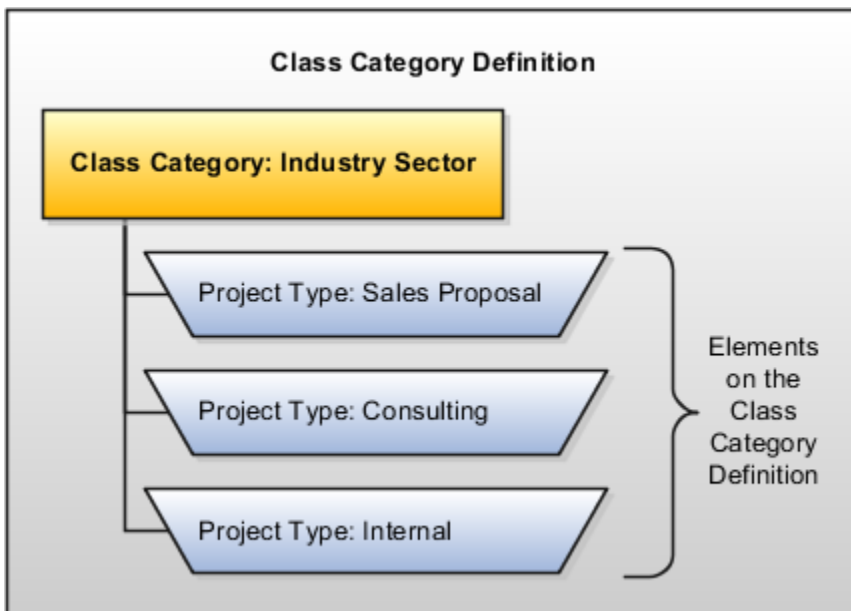 Class Category Definition
Class Category: Industry Sector
Project Type: Sales Proposal
Project Type: Consulting
Project Type: Internal
Elements
on the
Class
Category
Definition